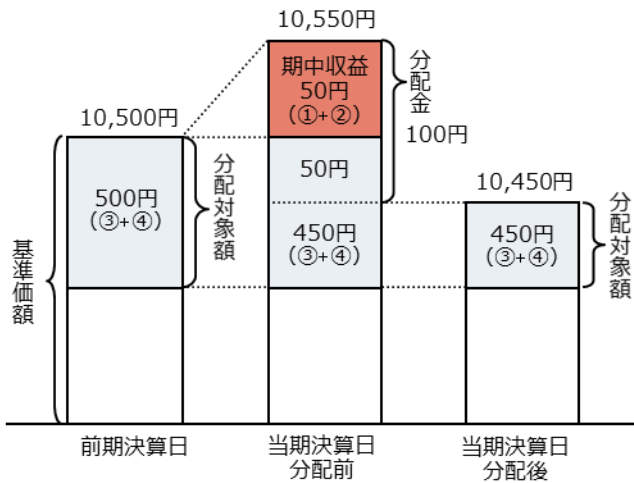 10,550円
期中収益
50円
(①+②)
分配金
100円
10,500円
50円
10,450円
500円
(③+④)
分配対象額
450円
(③+④)
450円
(③+④)
分配対象額
基準価額
前期決算日
当期決算日
分配前
当期決算日
分配後